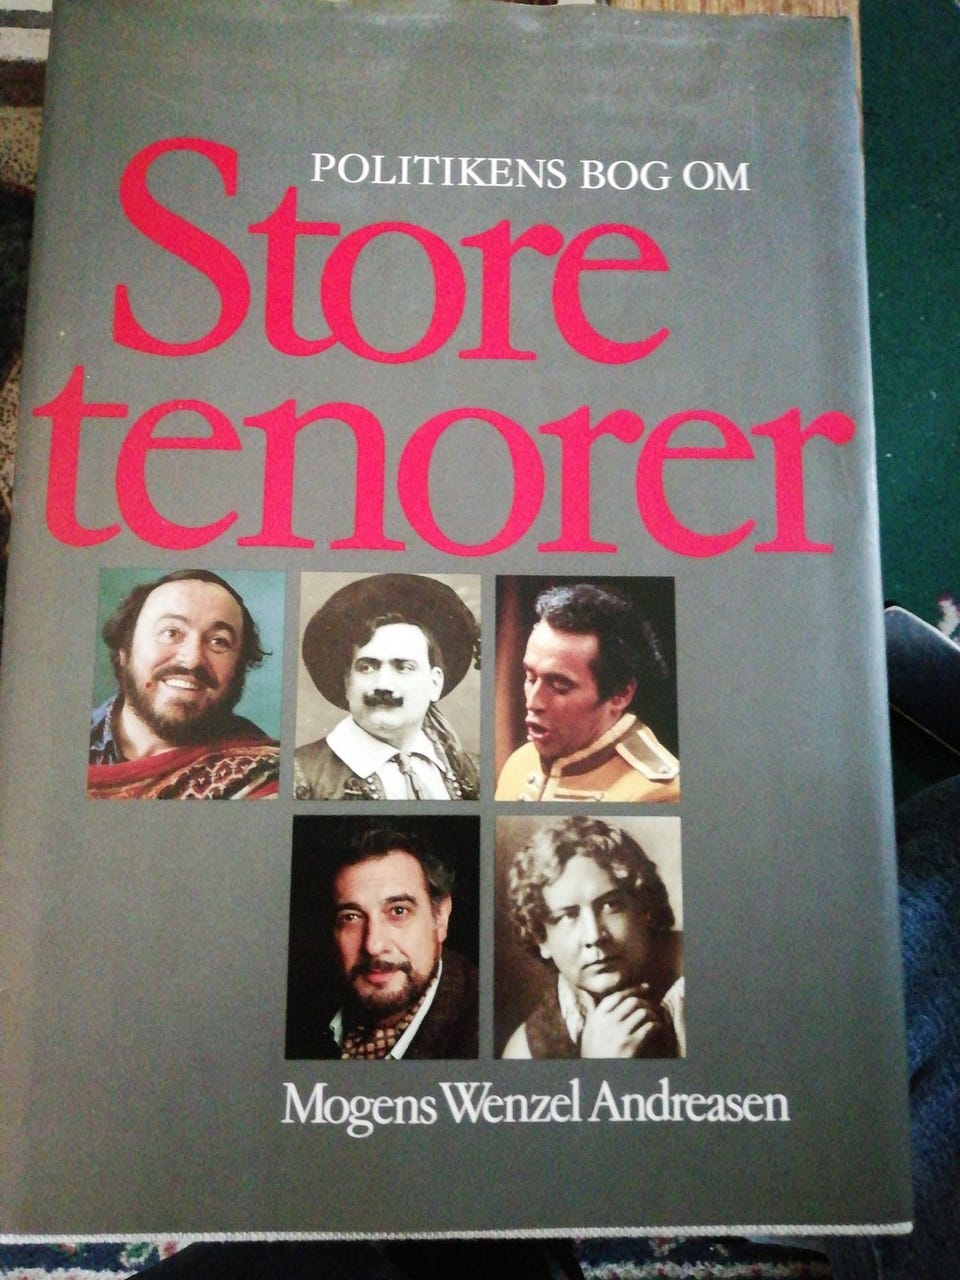 POLITIKENS BOG OM
Store
tenorer
Mogens Wenzel Andreasen